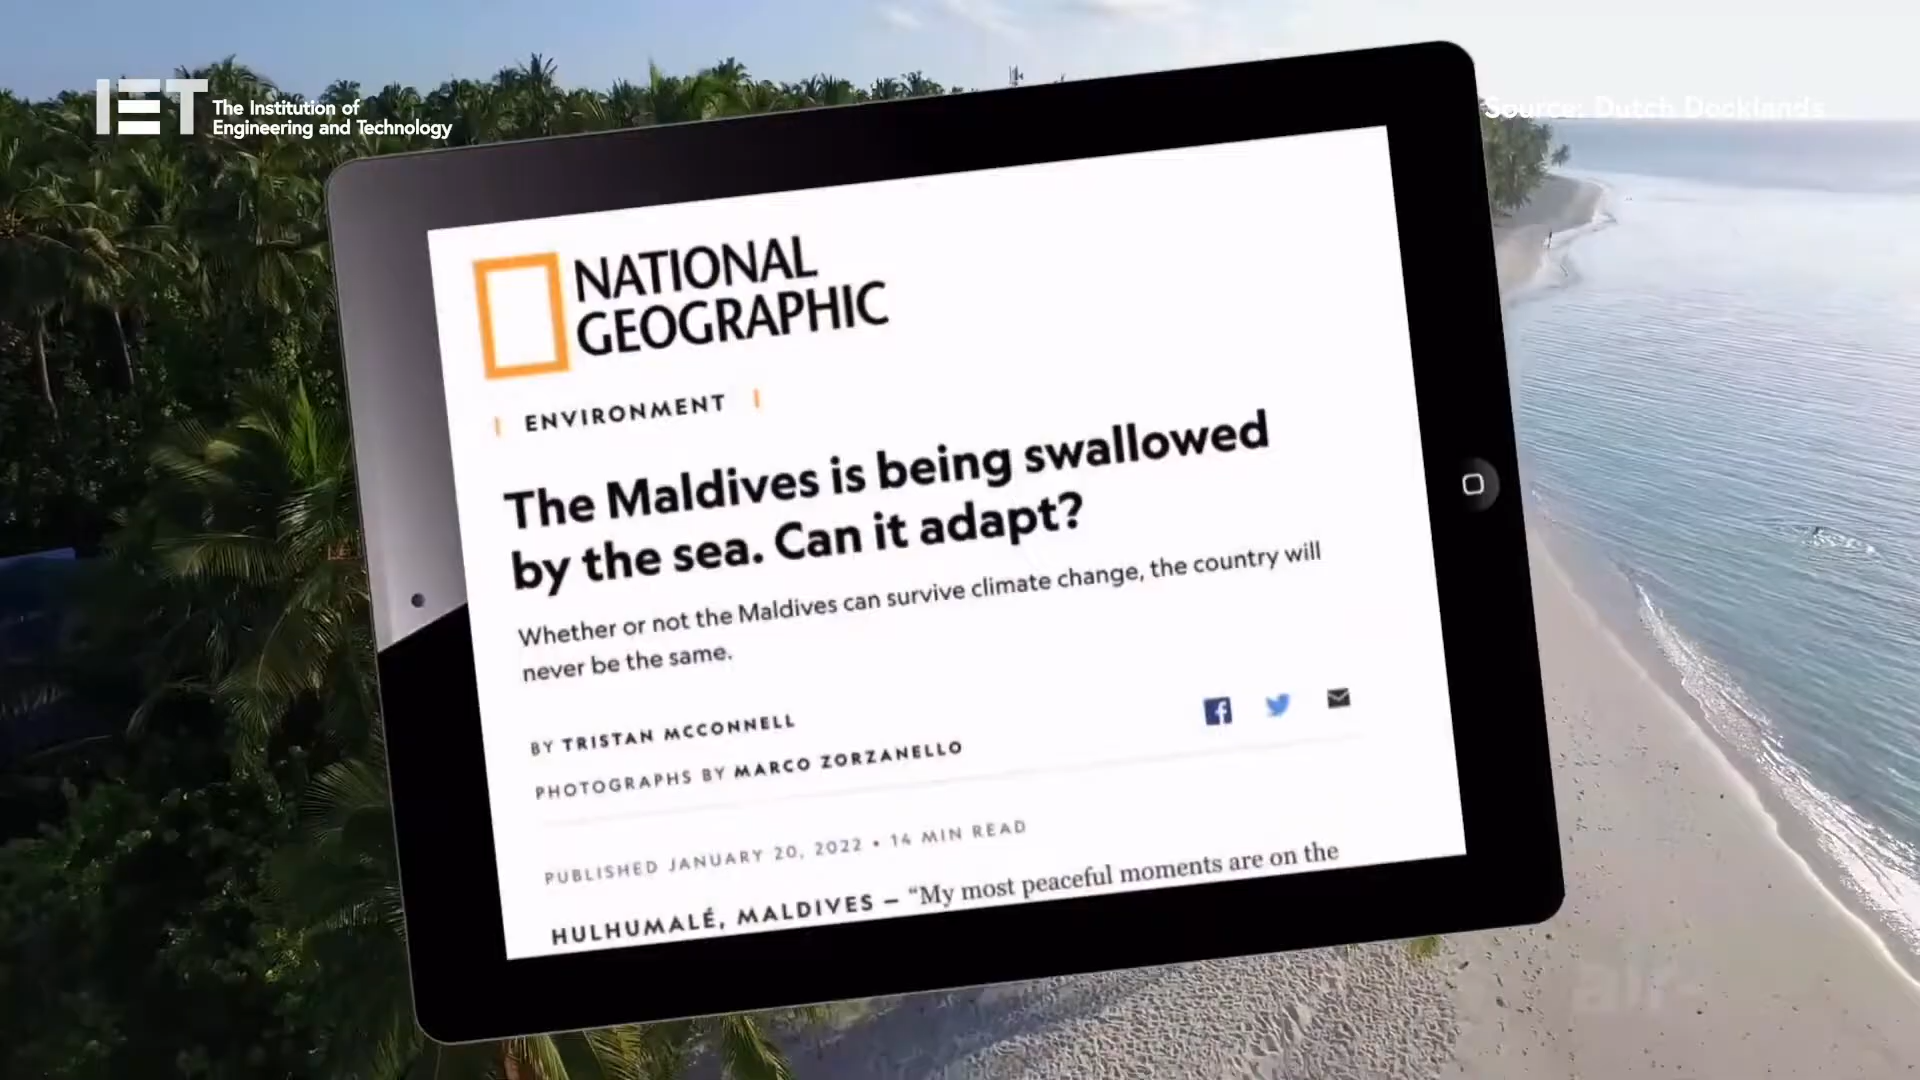 IET The Institution of
Engineering and Technology
Source: Dutch Docklands
NATIONAL
GEOGRAPHIC
ENVIRONMENT
The Maldives is being swallowed
by the sea. Can it adapt?
Whether or not the Maldives can survive climate change, the country will
never be the same.
BY TRISTAN MCCONNELL
PHOTOGRAPHS BY MARCO ZORZANELLO
PUBLISHED JANUARY 20, 2022 • 14 MIN READ
HULHUMALÉ, MALDIVES – “My most peaceful moments are on the